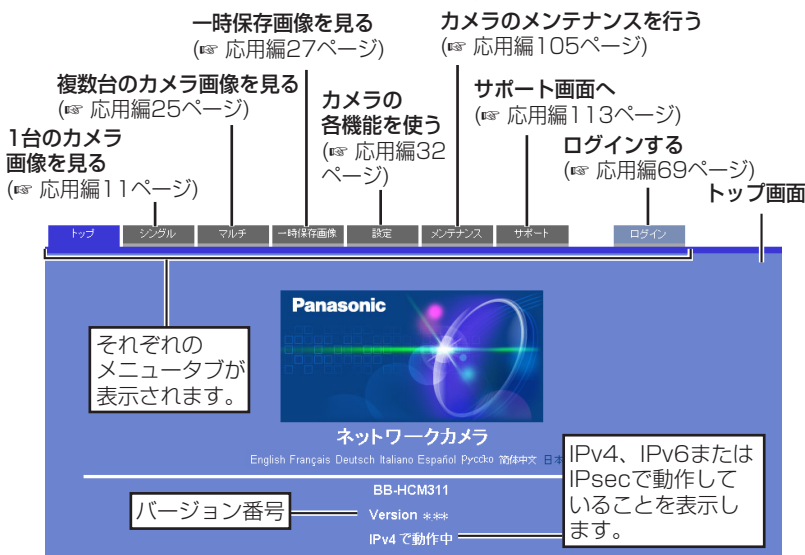 一時保存画像を見る
(☞ 応用編27ページ)
カメラのメンテナンスを行う
(☞ 応用編105ページ)
複数台のカメラ画像を見る
(☞ 応用編25ページ)
カメラの
各機能を使う
(☞ 応用編32
ページ)
サポート画面へ
(☞ 応用編113ページ)
1台のカメラ
画像を見る
(☞ 応用編11ページ)
ログインする
(☞ 応用編69ページ)
トップ画面
トップ シングル マルチ 一時保存画像 設定 メンテナンス サポート ログイン
Panasonic
それぞれの
メニュータブが
表示されます。
ネットワークカメラ
English Français Deutsch Italiano Español Русско 简体中文 日
IPv4、IPv6または
IPsecで動作して
いることを表示し
ます。
BB-HCM311
バージョン番号
Version *.**
IPv4 で動作中